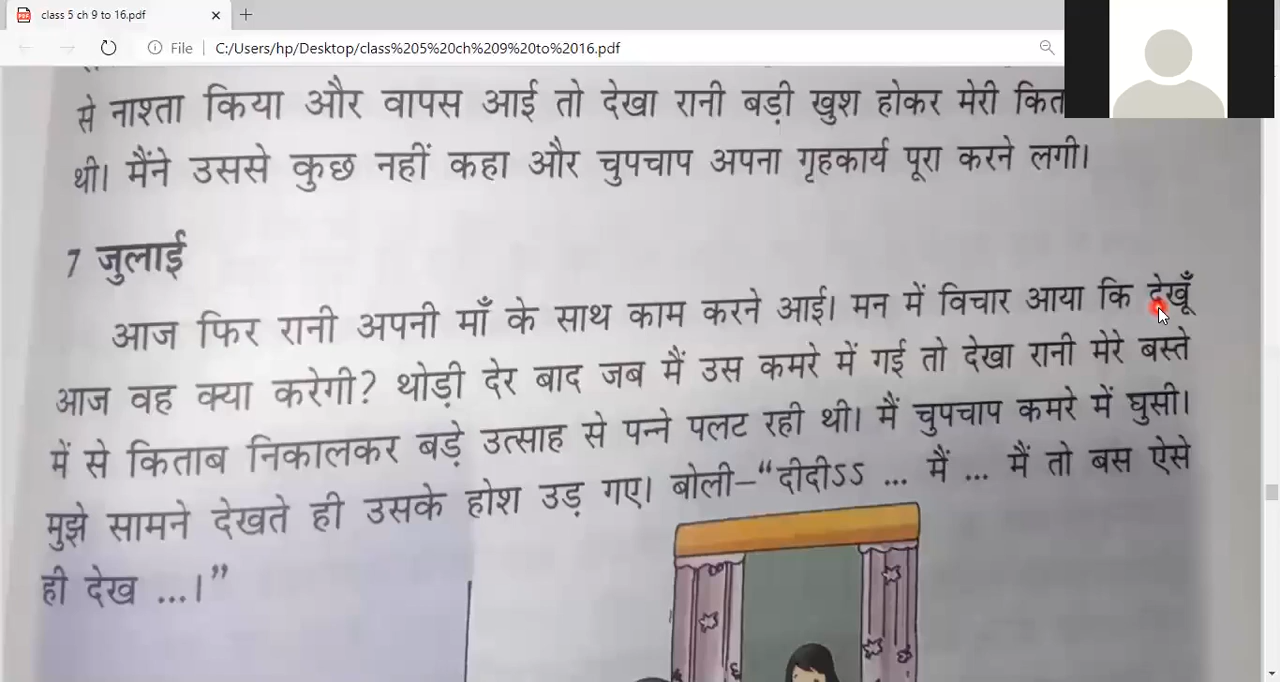 class 5 ch 9 to 16.pdf
File C:/Users/hp/Desktop/class%205%20ch%209%20to%2016.pdf
से नाश्ता किया और वापस आई तो देखा रानी बड़ी खुश होकर मेरी
थी। मैंने उससे कुछ नहीं कहा और चुपचाप अपना गृहकार्य पूरा करने लगी।
7 जुलाई
आज फिर रानी अपनी माँ के साथ काम करने आई। मन में विचार आया कि देखूँ
आज वह क्या करेगी? थोड़ी देर बाद जब मैं उस कमरे में गई तो देखा रानी मेरे बस्ते
में से किताब निकालकर बड़े उत्साह से पन्ने पलट रही थी। मैं चुपचाप कमरे में घुसी।
मुझे सामने देखते ही उसके होश उड़ गए। बोली–“दीदीऽऽ ... मैं ... मैं तो बस ऐसे
ही देख ...।”